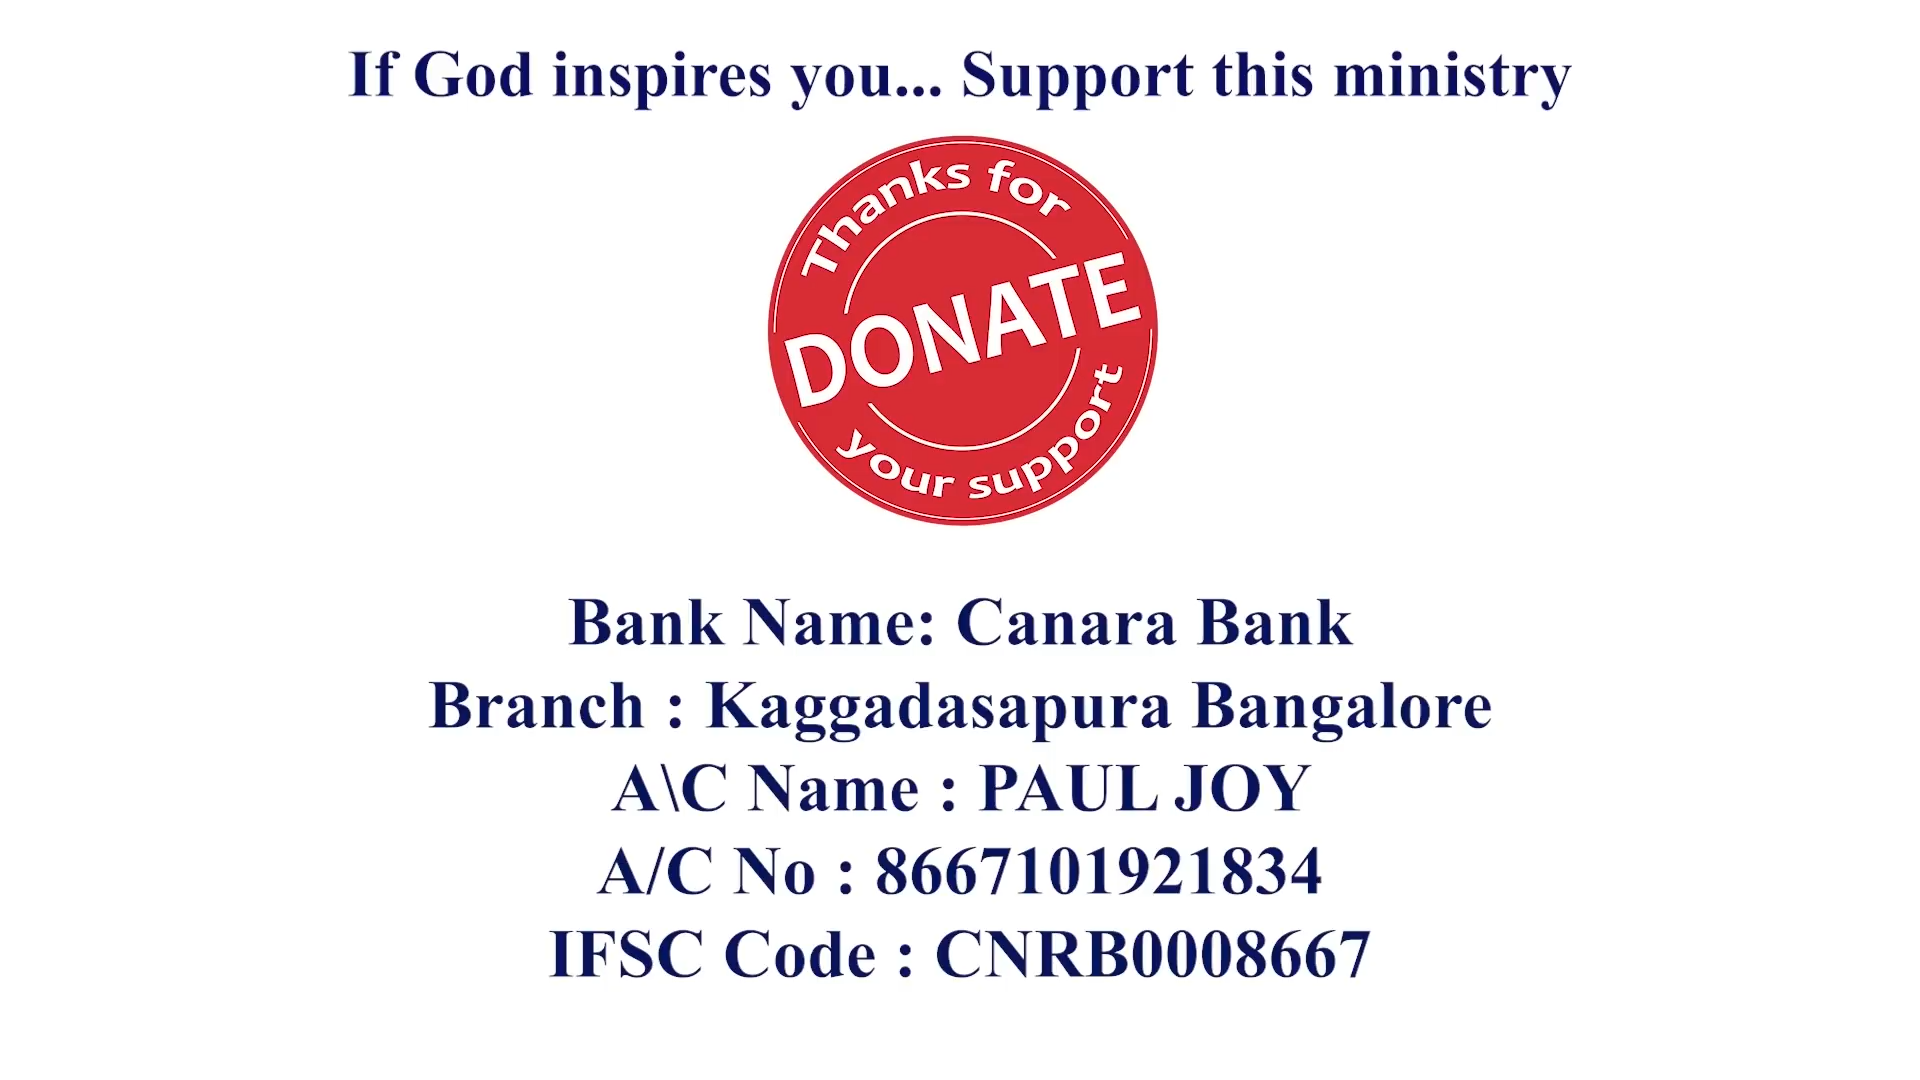 If God inspires you... Support this ministry
Thanks for
DONATE
your support
Bank Name: Canara Bank
Branch : Kaggadasapura Bangalore
A\C Name : PAUL JOY
A/C No : 8667101921834
IFSC Code : CNRB0008667